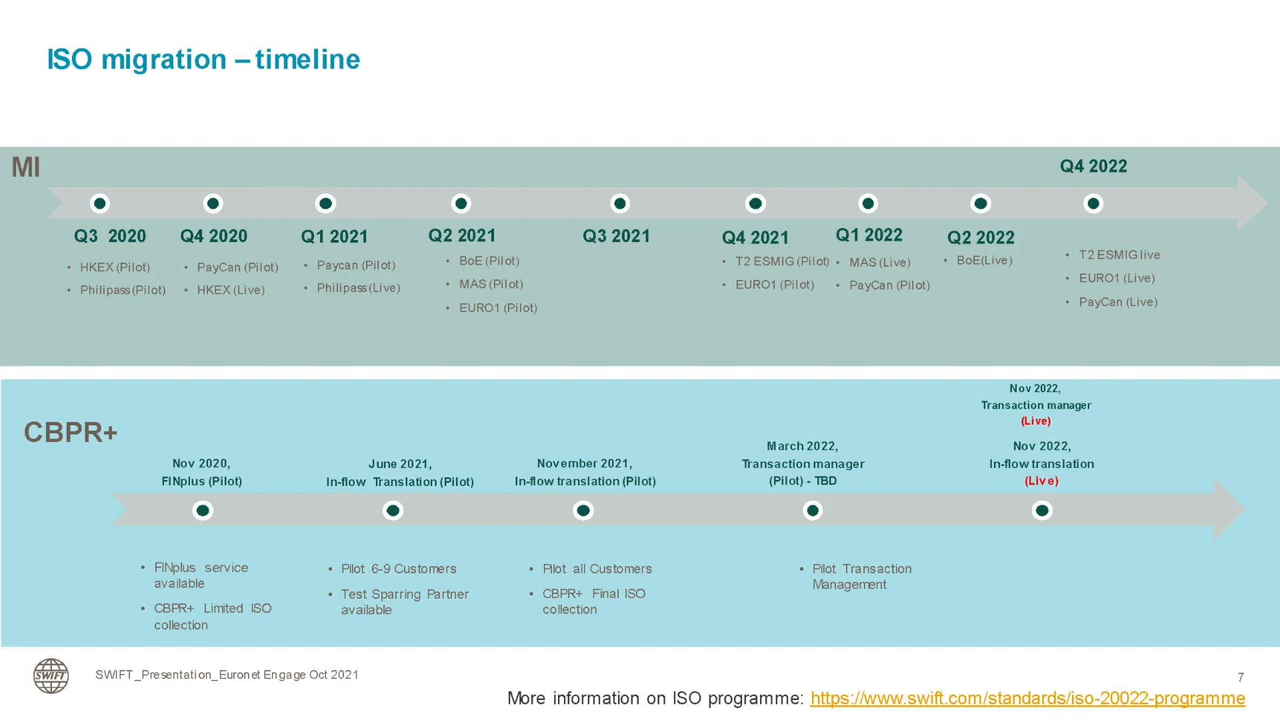 ISO migration – timeline
MI
Q4 2022
Q3 2020
Q4 2020
Q1 2021
Q2 2021
Q3 2021
Q4 2021
Q1 2022
Q2 2022
• HKEX (Pilot)
• Philipass (Pilot)
• PayCan (Pilot)
• HKEX (Live)
• Paycan (Pilot)
• Philipass (Live)
• BoE (Pilot)
• MAS (Pilot)
• EURO1 (Pilot)
• T2 ESMIG (Pilot)
• EURO1 (Pilot)
• MAS (Live)
• PayCan (Pilot)
• BoE(Live)
• T2 ESMIG live
• EURO1 (Live)
• PayCan (Live)
CBPR+
Nov 2020,
FINplus (Pilot)
June 2021,
In-flow Translation (Pilot)
November 2021,
In-flow translation (Pilot)
March 2022,
Transaction manager
(Pilot) - TBD
Nov 2022,
Transaction manager
(Live)
Nov 2022,
In-flow translation
(Live)
• FINplus service
available
• CBPR+ Limited ISO
collection
• Pilot 6-9 Customers
• Test Sparring Partner
available
• Pilot all Customers
• CBPR+ Final ISO
collection
• Pilot Transaction
Management
SWIFT
SWIFT_Presentation_Euronet Engage Oct 2021
7
More information on ISO programme: https://www.swift.com/standards/iso-20022-programme